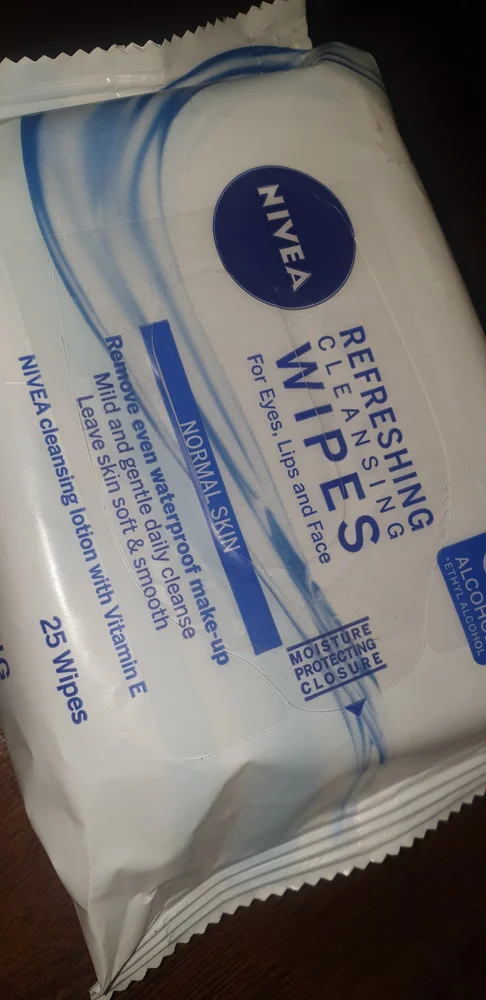 NIVEA
REFRESHING
CLEANSING
WIPES
For Eyes, Lips and Face
NORMAL SKIN
Remove even waterproof make-up
Mild and gentle daily cleanse
Leave skin soft & smooth
NIVEA cleansing lotion with Vitamin E
25 Wipes
MOISTURE
PROTECTING
CLOSURE
*ETHYL ALCOHOL